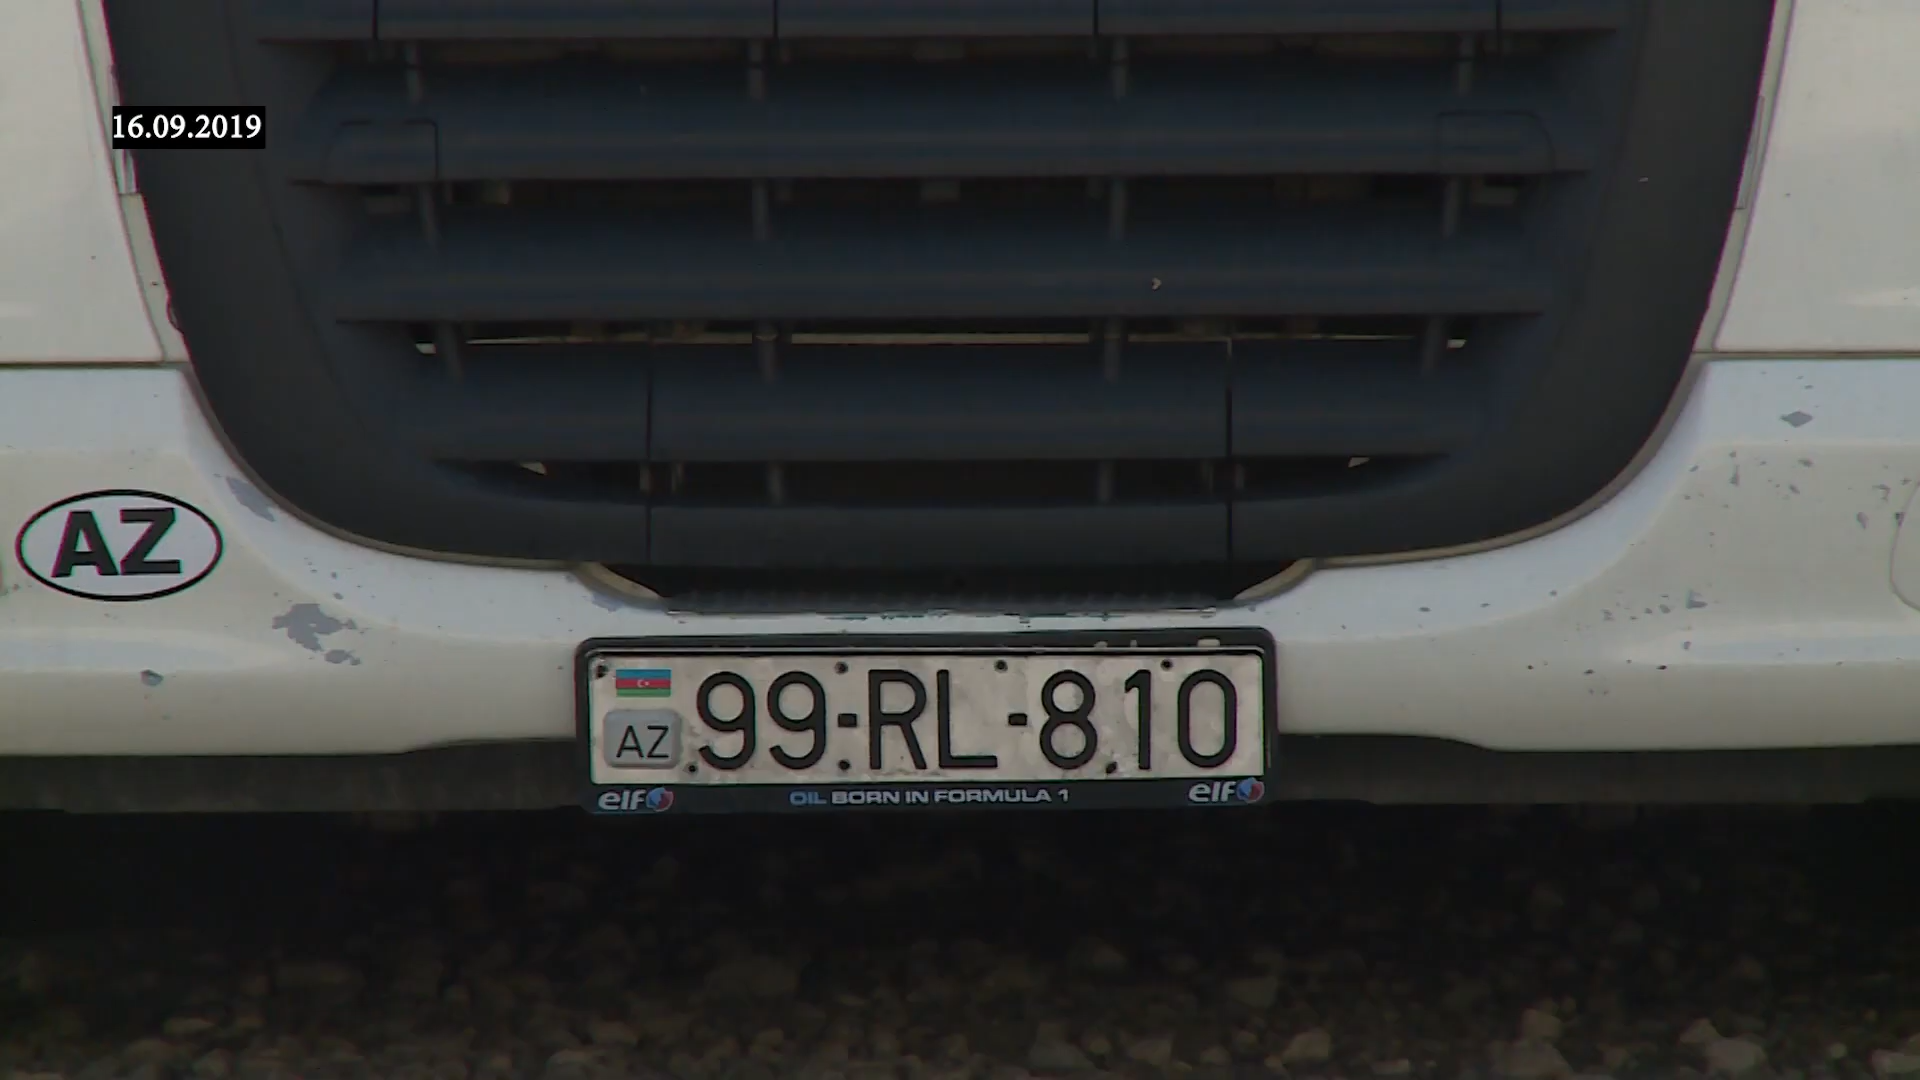 16.09.2019
AZ
99-RL-810
AZ
elf OIL BORN IN FORMULA 1 elf